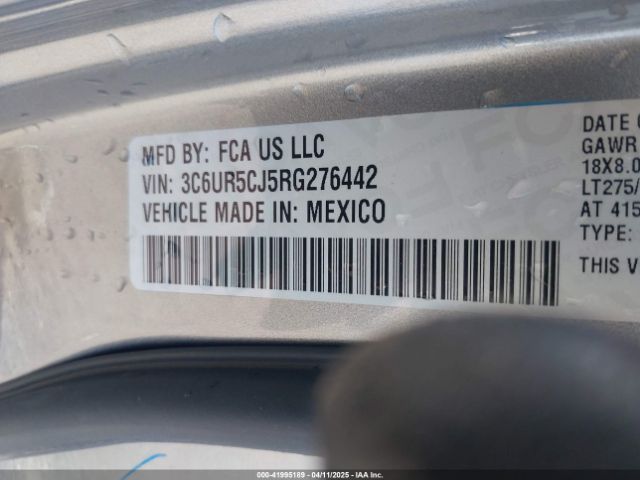 MFD BY: FCA US LLC
VIN: 3C6UR5CJ5RG276442
VEHICLE MADE IN: MEXICO
DATE
GAWR
18X8.0
LT275/
AT 415
TYPE:
THIS V
000-41995189 - 04/11/2025 - IAA Inc.